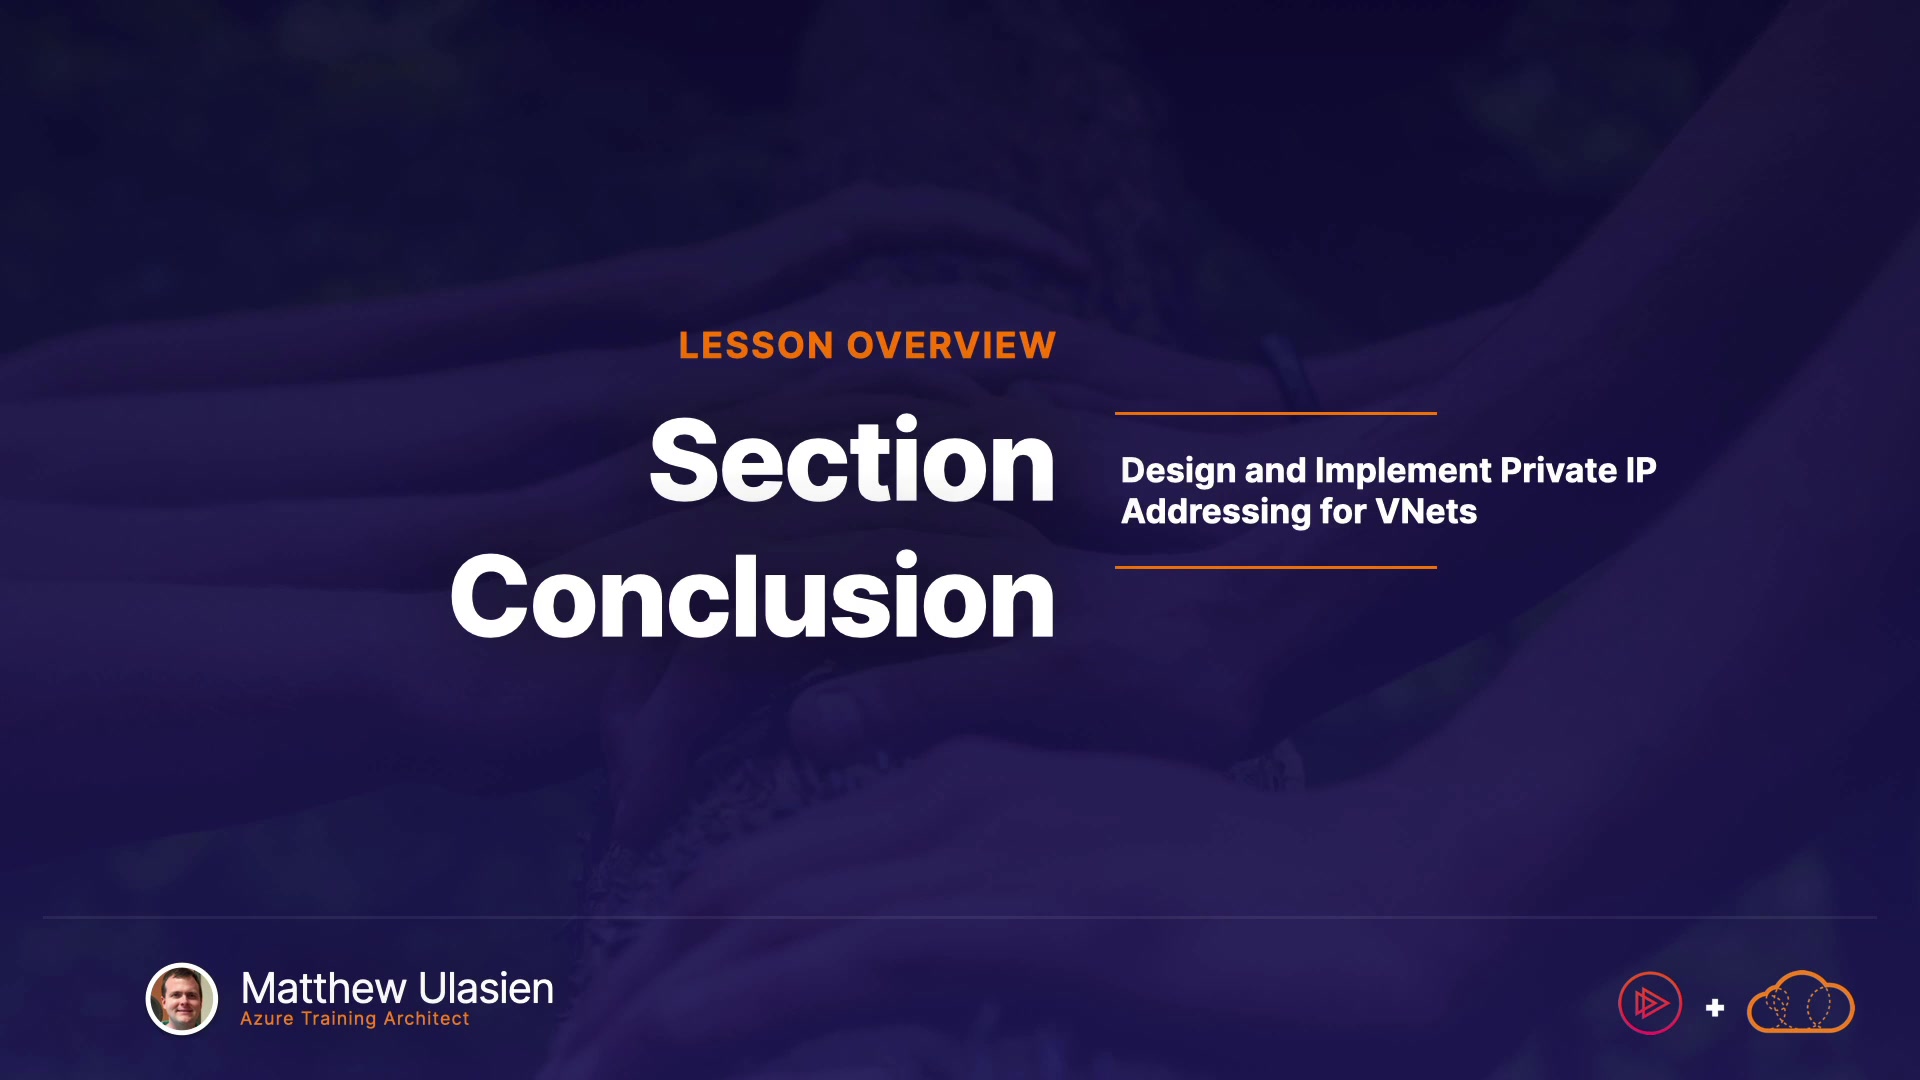 LESSON OVERVIEW
Section
Conclusion
Design and Implement Private IP
Addressing for VNets
Matthew Ulasien
Azure Training Architect